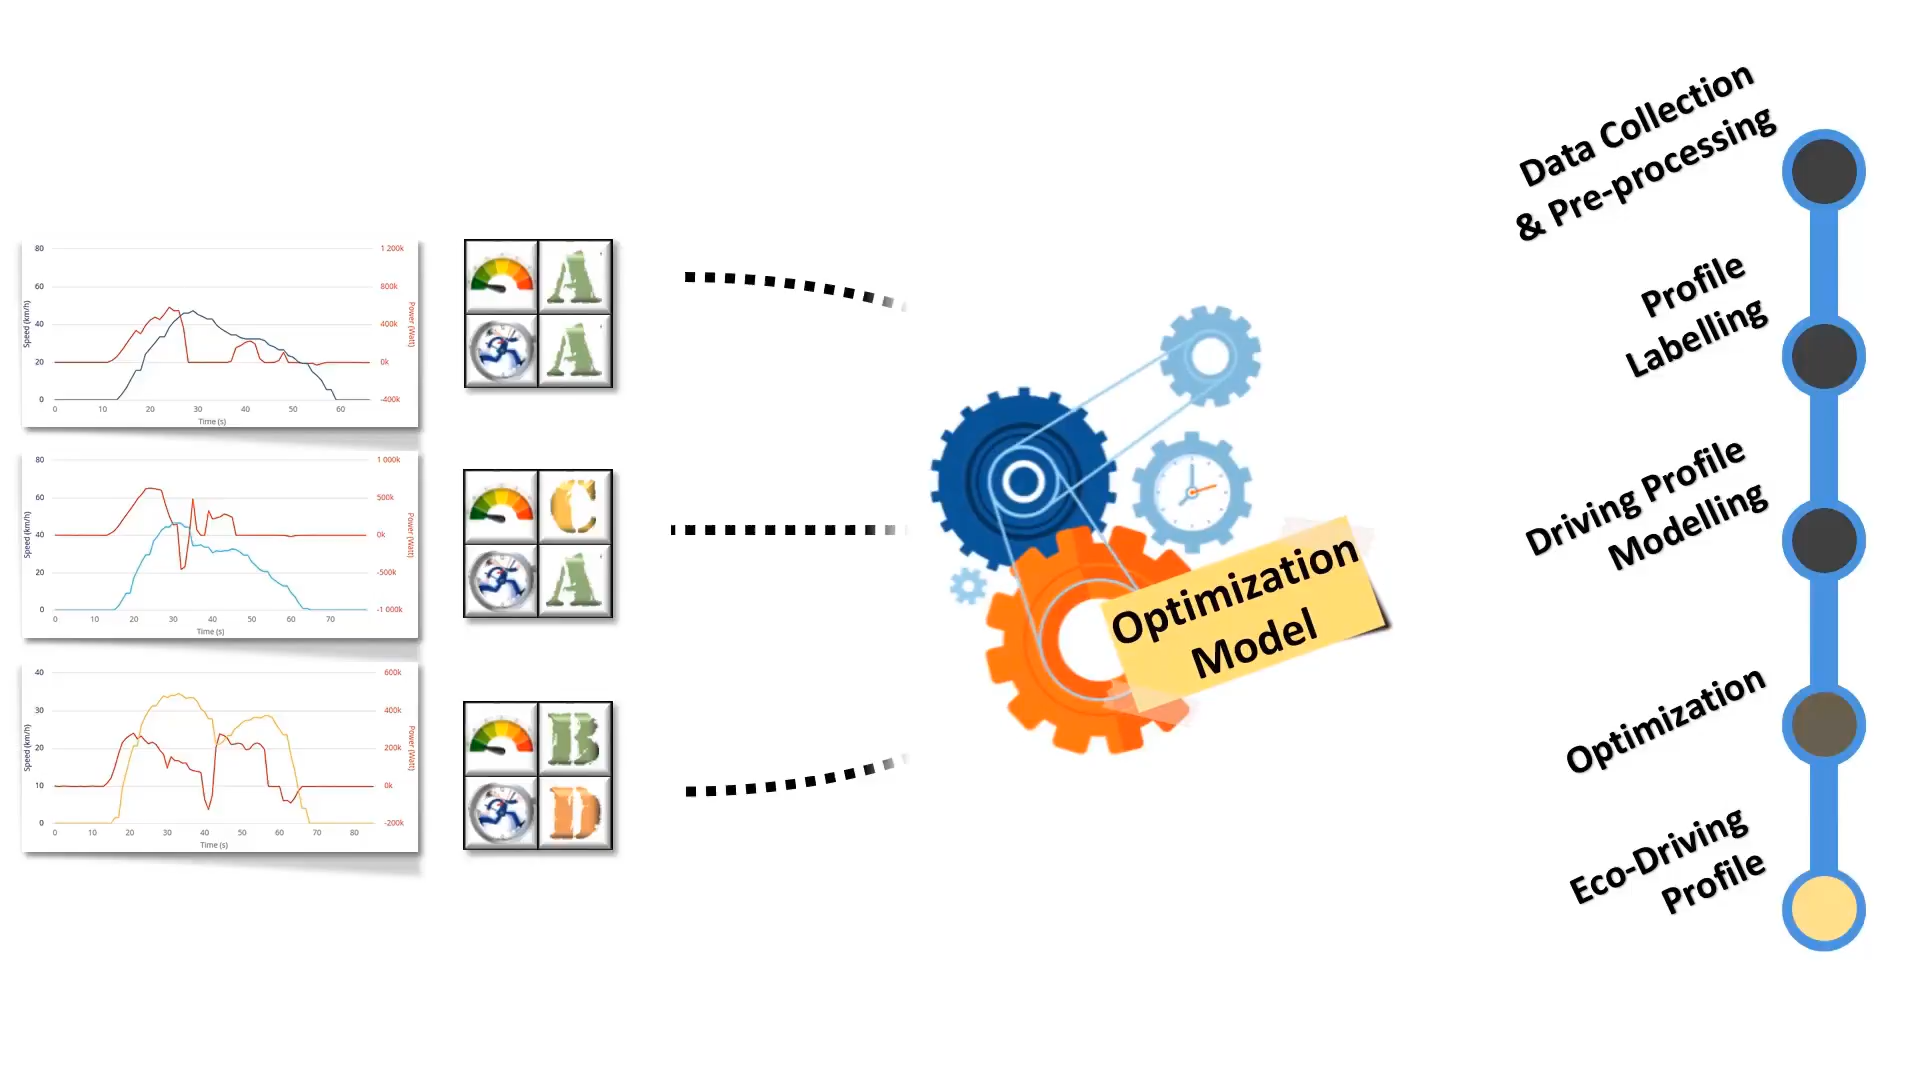 80
1 200k
60
800k
40
400k
20
0k
0
-400k
Speed (km/h)
Power (Watt)
0 10 20 30 40 50 60
Time (s)
A
A
80
1 000k
60
500k
40
0k
20
-500k
0
-1 000k
Speed (km/h)
Power (Watt)
0 10 20 30 40 50 60 70
Time (s)
C
A
40
600k
30
400k
20
200k
10
0k
0
-200k
Speed (km/h)
Power (Watt)
0 10 20 30 40 50 60 70 80
Time (s)
B
D
Optimization
Model
Data Collection
& Pre-processing
Profile
Labelling
Driving Profile
Modelling
Optimization
Eco-Driving
Profile